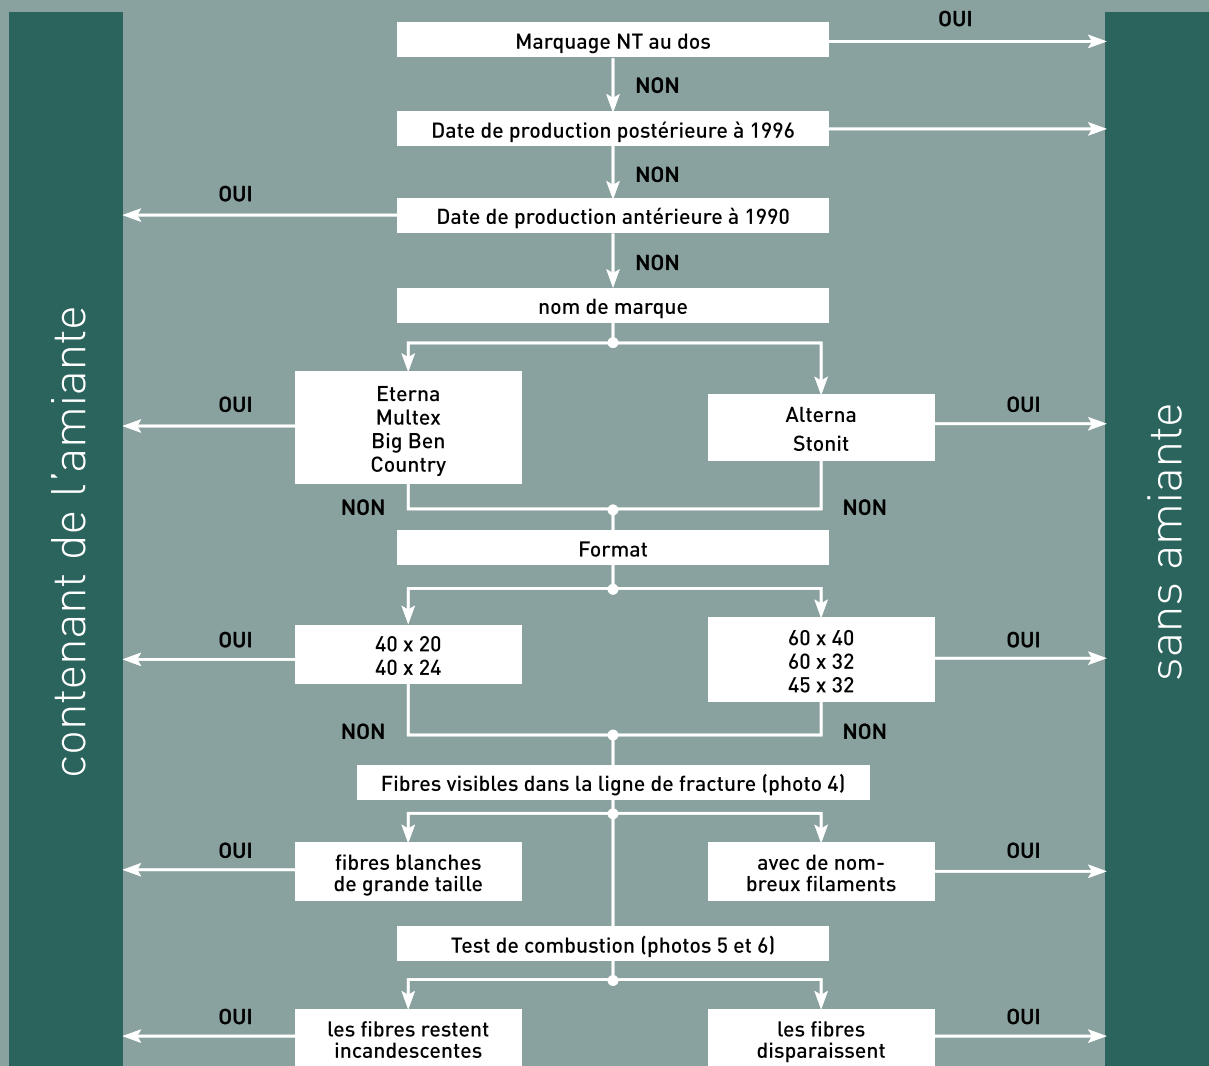 OUI
Marquage NT au dos
NON
Date de production postérieure à 1996
NON
OUI
Date de production antérieure à 1990
NON
nom de marque
Eterna
Multex
Big Ben
Country
OUI
Alterna
Stonit
OUI
NON
NON
Format
40 x 20
40 x 24
OUI
60 x 40
60 x 32
45 x 32
OUI
NON
NON
Fibres visibles dans la ligne de fracture (photo 4)
OUI
fibres blanches
de grande taille
avec de nom-
breux filaments
OUI
Test de combustion (photos 5 et 6)
OUI
les fibres restent
incandescentes
les fibres
disparaissent
OUI
contenant de l'amiante
sans amiante